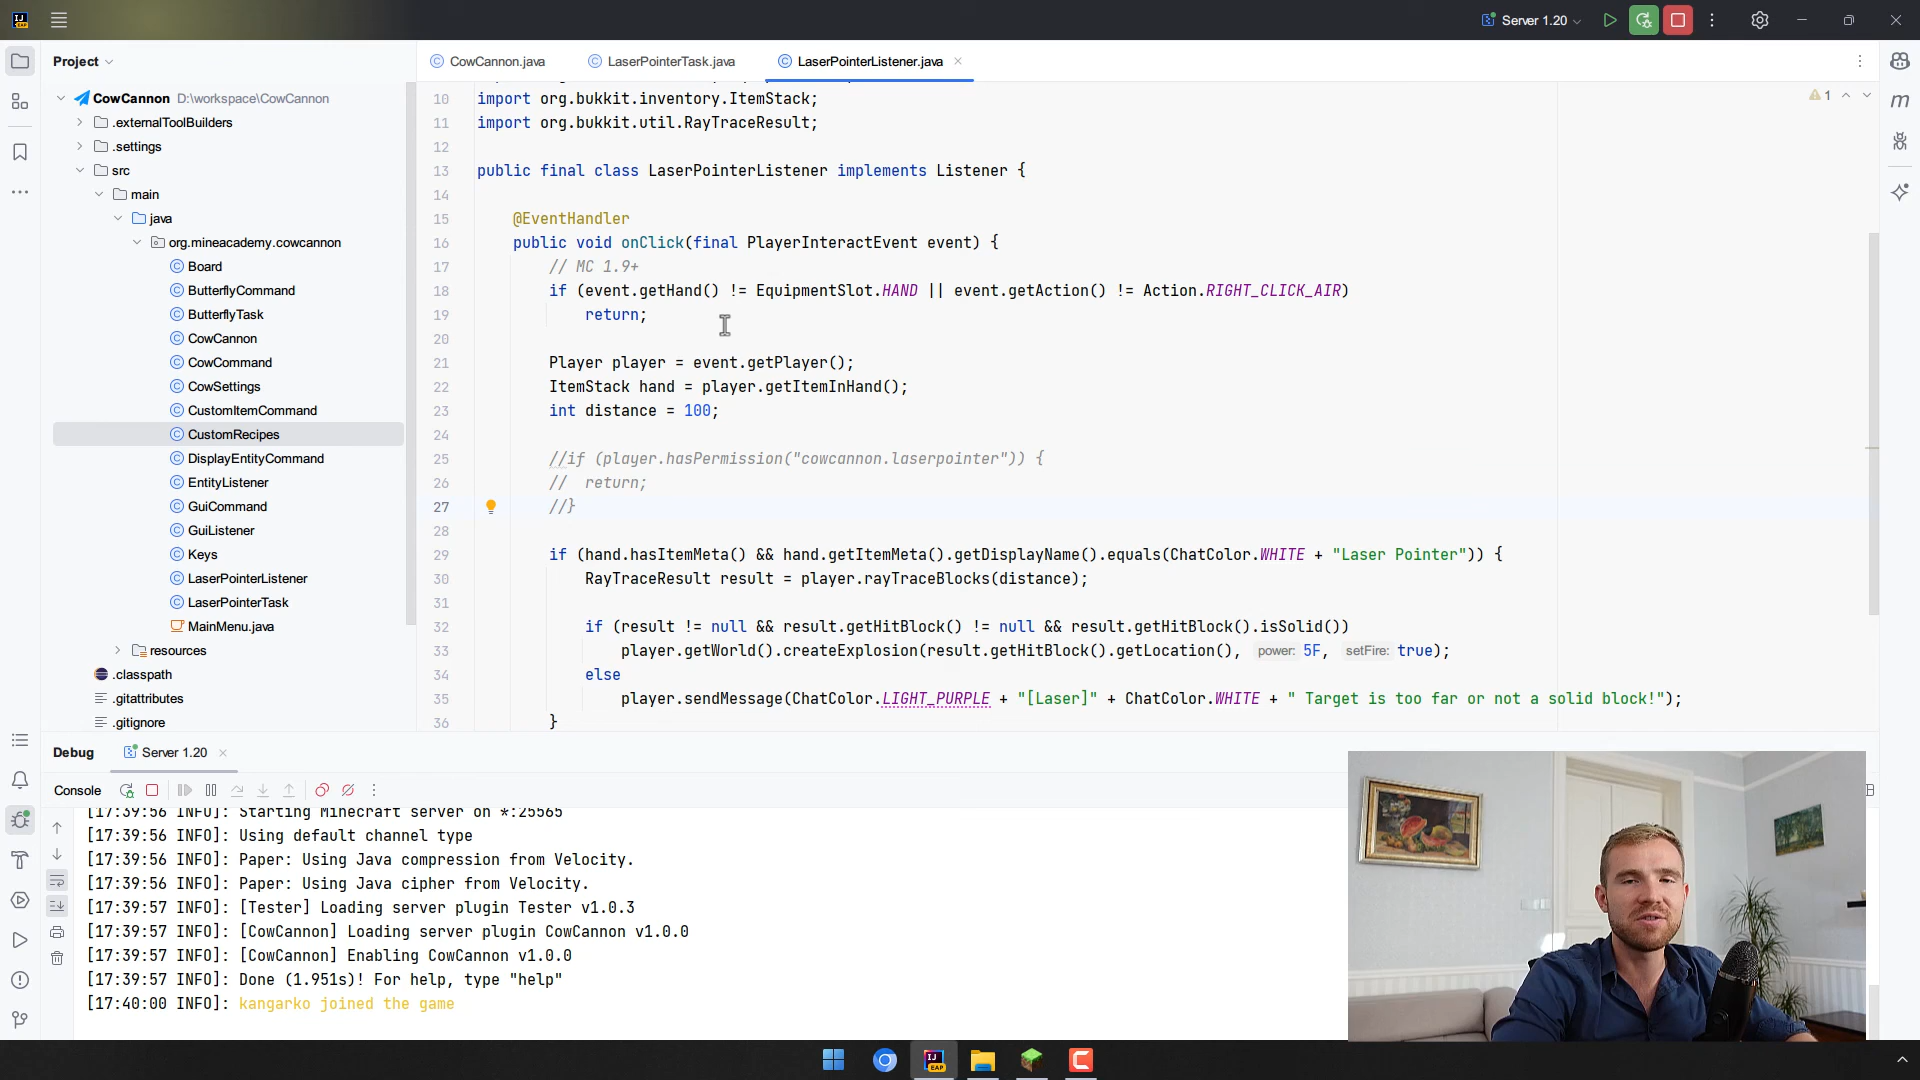 Server 1.20
Project
CowCannon.java
LaserPointerTask.java
LaserPointerListener.java
CowCannon D:\workspace\CowCannon
.externalToolBuilders
.settings
src
main
java
org.mineacademy.cowcannon
Board
ButterflyCommand
ButterflyTask
CowCannon
CowCommand
CowSettings
CustomItemCommand
CustomRecipes
DisplayEntityCommand
EntityListener
GuiCommand
GuiListener
Keys
LaserPointerListener
LaserPointerTask
MainMenu.java
resources
.classpath
.gitattributes
.gitignore
10 import org.bukkit.inventory.ItemStack;
11 import org.bukkit.util.RayTraceResult;
12
13 public final class LaserPointerListener implements Listener {
14
15 @EventHandler
16 public void onClick(final PlayerInteractEvent event) {
17 // MC 1.9+
18 if (event.getHand() != EquipmentSlot.HAND || event.getAction() != Action.RIGHT_CLICK_AIR)
19 return;
20
21 Player player = event.getPlayer();
22 ItemStack hand = player.getItemInHand();
23 int distance = 100;
24
25 //if (player.hasPermission("cowcannon.laserpointer")) {
26 // return;
27 //}
28
29 if (hand.hasItemMeta() && hand.getItemMeta().getDisplayName().equals(ChatColor.WHITE + "Laser Pointer")) {
30 RayTraceResult result = player.rayTraceBlocks(distance);
31
32 if (result != null && result.getHitBlock() != null && result.getHitBlock().isSolid())
33 player.getWorld().createExplosion(result.getHitBlock().getLocation(), power: 5F, setFire: true);
34 else
35 player.sendMessage(ChatColor.LIGHT_PURPLE + "[Laser]" + ChatColor.WHITE + " Target is too far or not a solid block!");
36 }
1
Debug
Server 1.20
Console
[17:39:56 INFO]: Starting Minecraft server on *:25565
[17:39:56 INFO]: Using default channel type
[17:39:56 INFO]: Paper: Using Java compression from Velocity.
[17:39:56 INFO]: Paper: Using Java cipher from Velocity.
[17:39:57 INFO]: [Tester] Loading server plugin Tester v1.0.3
[17:39:57 INFO]: [CowCannon] Loading server plugin CowCannon v1.0.0
[17:39:57 INFO]: [CowCannon] Enabling CowCannon v1.0.0
[17:39:57 INFO]: Done (1.951s)! For help, type "help"
[17:40:00 INFO]: kangarko joined the game